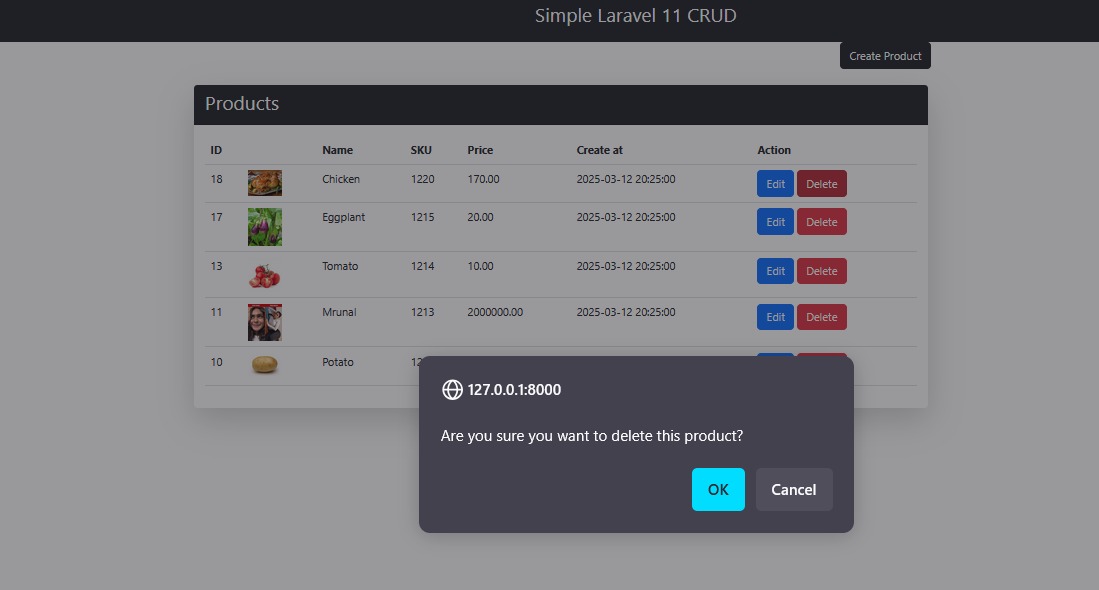 Simple Laravel 11 CRUD
Create Product
Products
ID Name SKU Price Create at Action
18 Chicken 1220 170.00 2025-03-12 20:25:00 Edit Delete
17 Eggplant 1215 20.00 2025-03-12 20:25:00 Edit Delete
13 Tomato 1214 10.00 2025-03-12 20:25:00 Edit Delete
11 Mrunal 1213 2000000.00 2025-03-12 20:25:00 Edit Delete
10 Potato
127.0.0.1:8000
Are you sure you want to delete this product?
OK Cancel